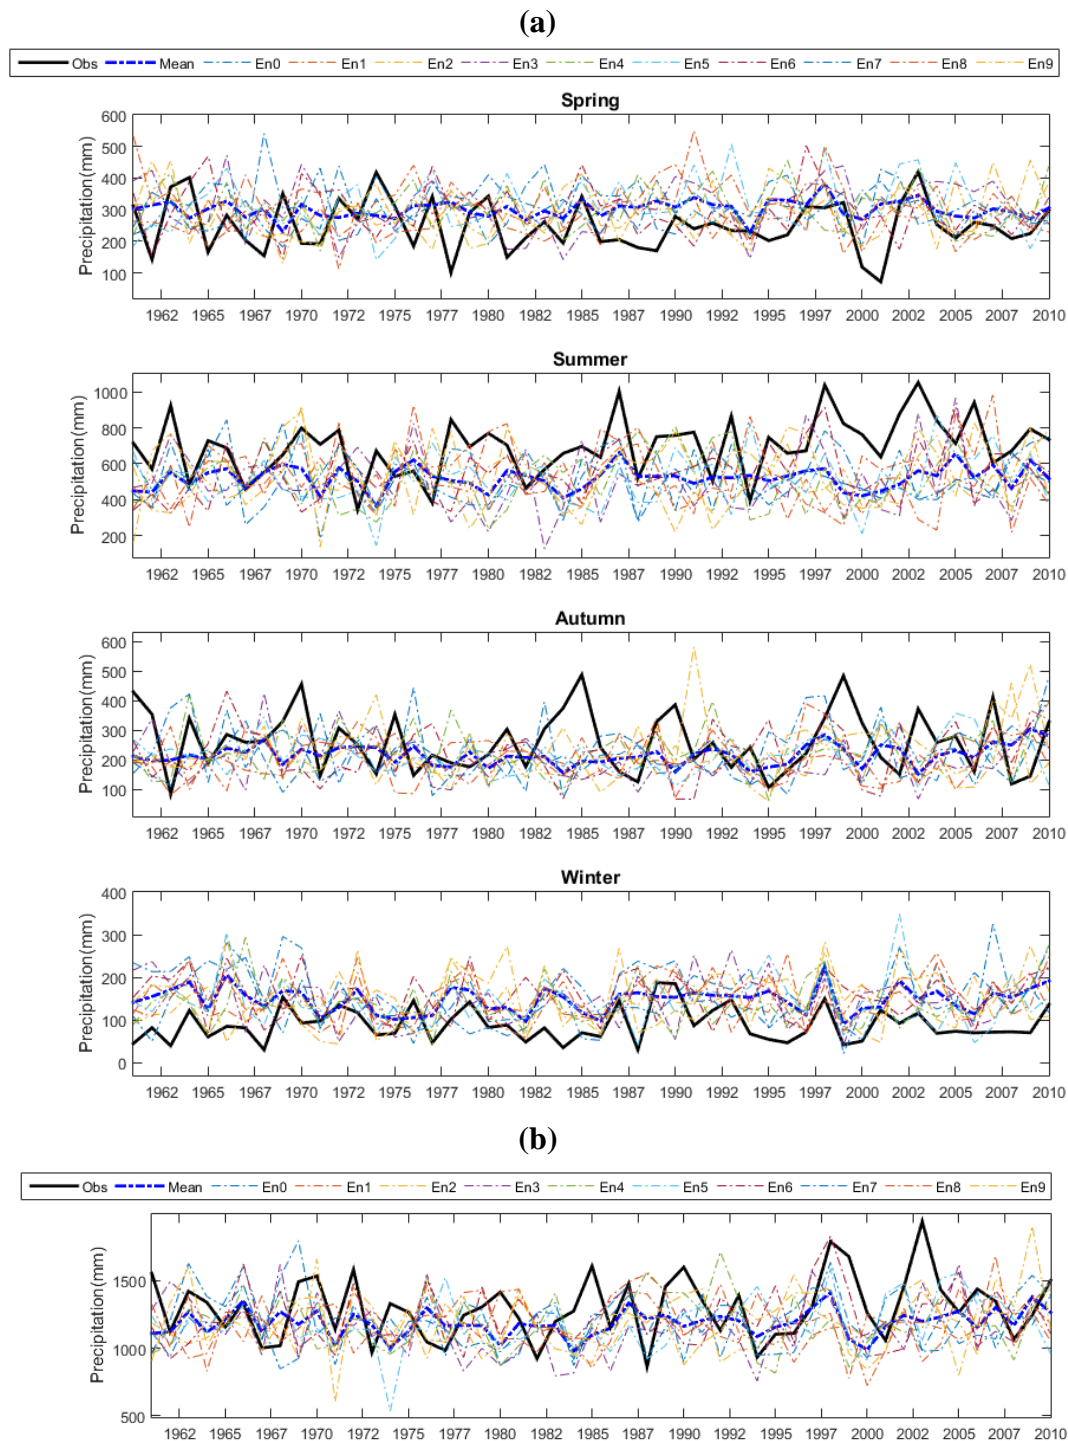 (a)
Obs Mean En0 En1 En2 En3 En4 En5 En6 En7 En8 En9
Spring
Precipitation(mm)
600
500
400
300
200
100
1962 1965 1967 1970 1972 1975 1977 1980 1982 1985 1987 1990 1992 1995 1997 2000 2002 2005 2007 2010
Summer
Precipitation(mm)
1000
800
600
400
200
1962 1965 1967 1970 1972 1975 1977 1980 1982 1985 1987 1990 1992 1995 1997 2000 2002 2005 2007 2010
Autumn
Precipitation(mm)
600
500
400
300
200
100
1962 1965 1967 1970 1972 1975 1977 1980 1982 1985 1987 1990 1992 1995 1997 2000 2002 2005 2007 2010
Winter
Precipitation(mm)
400
300
200
100
0
1962 1965 1967 1970 1972 1975 1977 1980 1982 1985 1987 1990 1992 1995 1997 2000 2002 2005 2007 2010
(b)
Obs Mean En0 En1 En2 En3 En4 En5 En6 En7 En8 En9
Precipitation(mm)
1500
1000
500
1962 1965 1967 1970 1972 1975 1977 1980 1982 1985 1987 1990 1992 1995 1997 2000 2002 2005 2007 2010